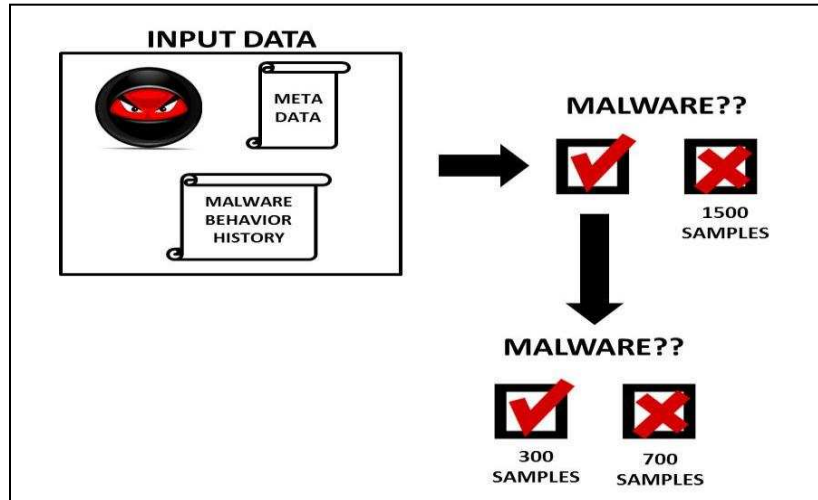 INPUT DATA
META
DATA
MALWARE
BEHAVIOR
HISTORY
MALWARE??
1500
SAMPLES
MALWARE??
300
SAMPLES
700
SAMPLES